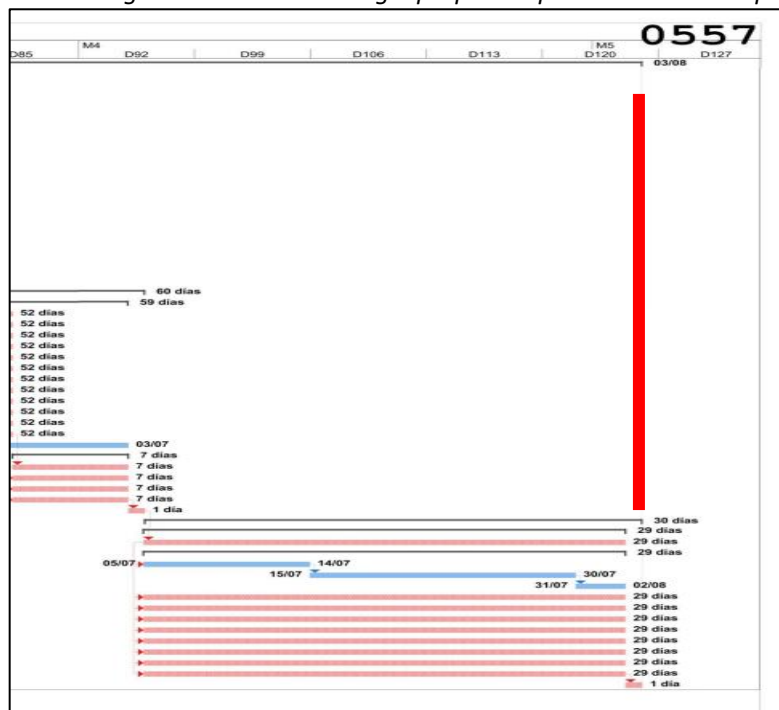 0557
M4 M5
D85 D92 D99 D106 D113 D120 D127
03/08
60 días
59 días
52 días
52 días
52 días
52 días
52 días
52 días
52 días
52 días
52 días
52 días
52 días
52 días
03/07
7 días
7 días
7 días
7 días
7 días
1 día
30 días
29 días
29 días
29 días
05/07 14/07
15/07 30/07
31/07 02/08
29 días
29 días
29 días
29 días
29 días
29 días
29 días
29 días
1 día